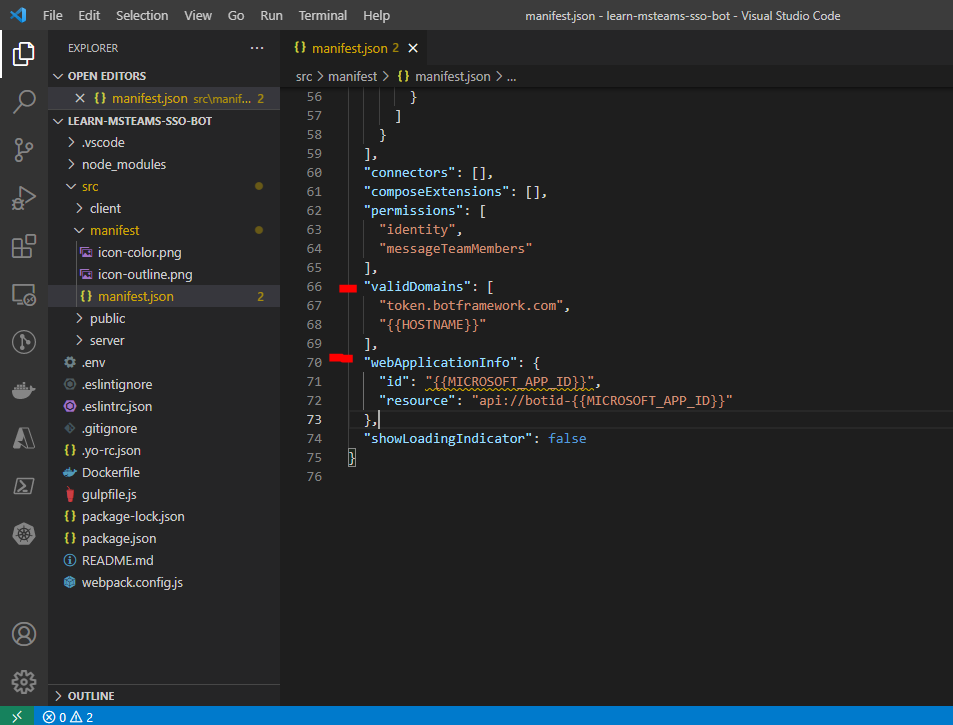 File Edit Selection View Go Run Terminal Help manifest.json - learn-msteams-sso-bot - Visual Studio Code
EXPLORER ...
OPEN EDITORS
{} manifest.json src\manif... 2
LEARN-MSTEAMS-SSO-BOT
.vscode
node_modules
src
client
manifest
icon-color.png
icon-outline.png
{} manifest.json 2
public
server
.env
.eslintignore
.eslintrc.json
.gitignore
{} .yo-rc.json
Dockerfile
gulpfile.js
{} package-lock.json
{} package.json
README.md
webpack.config.js
OUTLINE
0 2
{} manifest.json 2
src > manifest > {} manifest.json > ...
56 }
57 ]
58 }
59 ],
60 "connectors": [],
61 "composeExtensions": [],
62 "permissions": [
63 "identity",
64 "messageTeamMembers"
65 ],
66 "validDomains": [
67 "token.botframework.com",
68 "{{HOSTNAME}}"
69 ],
70 "webApplicationInfo": {
71 "id": "{{MICROSOFT_APP_ID}}",
72 "resource": "api://botid-{{MICROSOFT_APP_ID}}"
73 },
74 "showLoadingIndicator": false
75 }
76